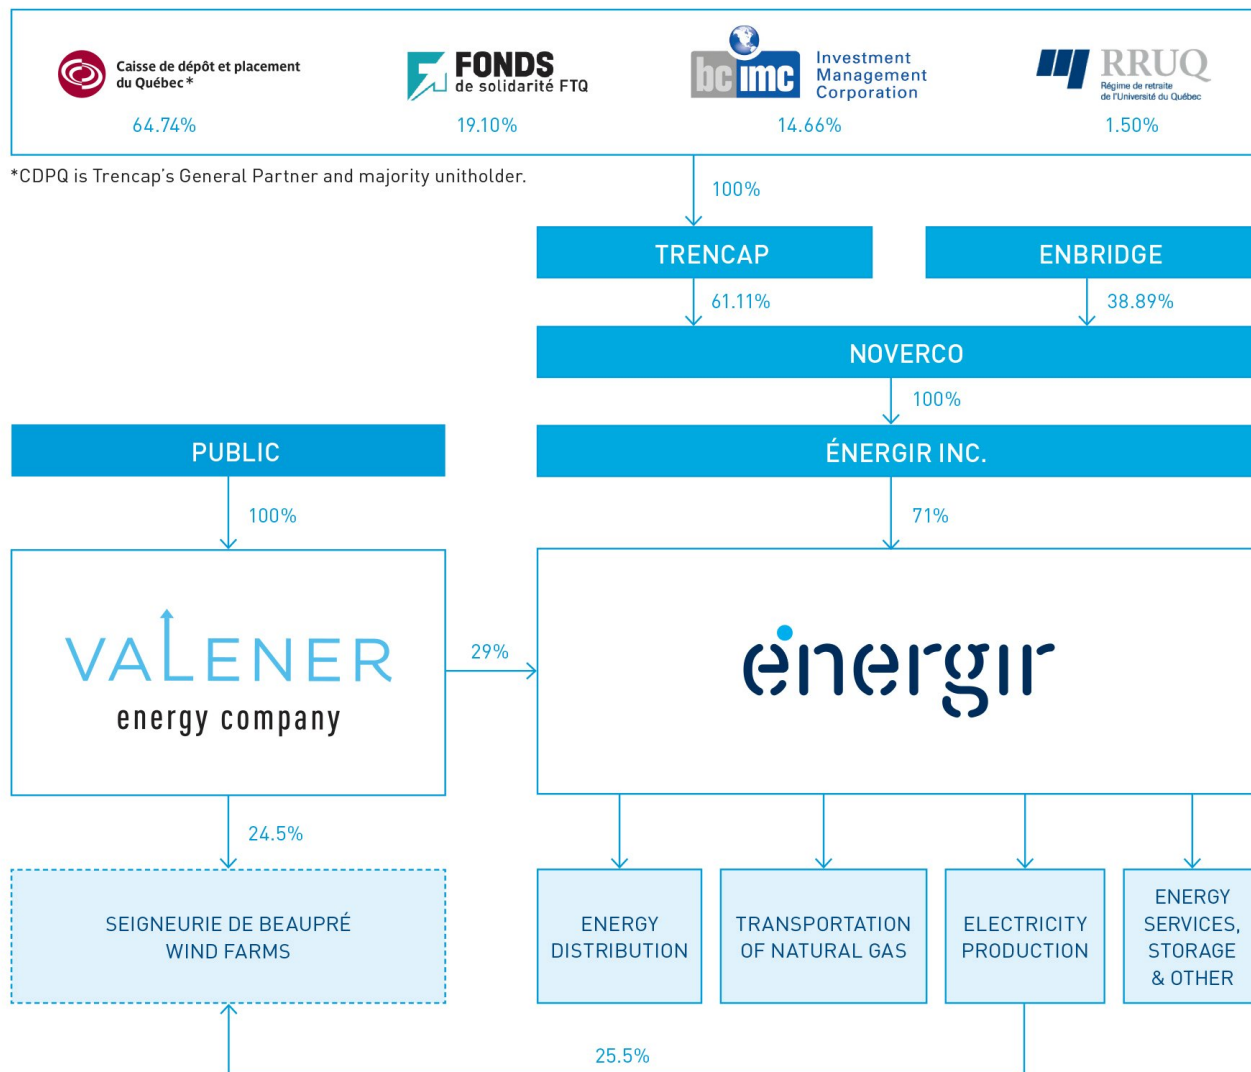 Caisse de dépôt et placement
du Québec*
64.74%
FONDS
de solidarité FTQ
19.10%
bc imc
Investment
Management
Corporation
14.66%
RRUQ
Régime de retraite
de l'Université du Québec
1.50%
*CDPQ is Trencap's General Partner and majority unitholder.
100%
TRENCAP
ENBRIDGE
61.11%
38.89%
NOVERCO
100%
PUBLIC
ÉNERGIR INC.
100%
71%
VALENER
energy company
29%
énergir
24.5%
SEIGNEURIE DE BEAUPRÉ
WIND FARMS
ENERGY
DISTRIBUTION
TRANSPORTATION
OF NATURAL GAS
ELECTRICITY
PRODUCTION
ENERGY
SERVICES,
STORAGE
& OTHER
25.5%